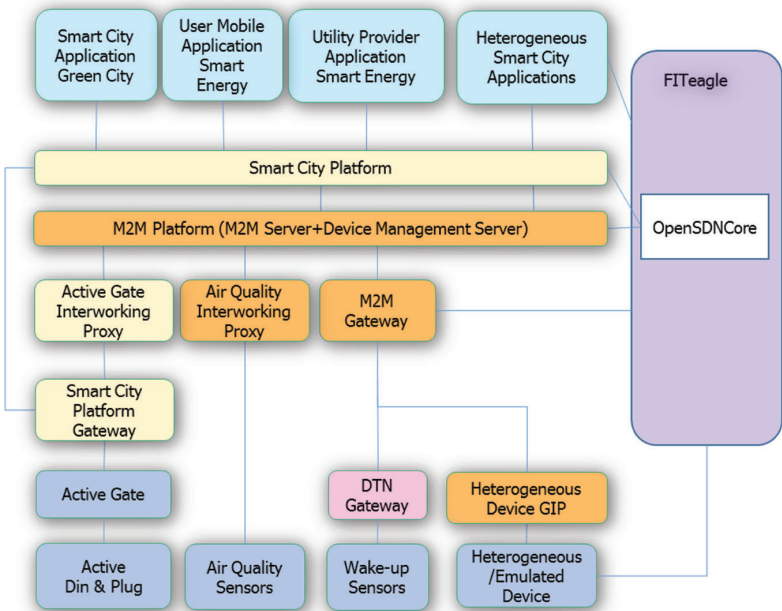 Smart City
Application
Green City
User Mobile
Application
Smart
Energy
Utility Provider
Application
Smart Energy
Heterogeneous
Smart City
Applications
FITeagle
Smart City Platform
OpenSDNCore
M2M Platform (M2M Server+Device Management Server)
Active Gate
Interworking
Proxy
Air Quality
Interworking
Proxy
M2M
Gateway
Smart City
Platform
Gateway
Active Gate
DTN
Gateway
Heterogeneous
Device GIP
Active
Din & Plug
Air Quality
Sensors
Wake-up
Sensors
Heterogeneous
/Emulated
Device